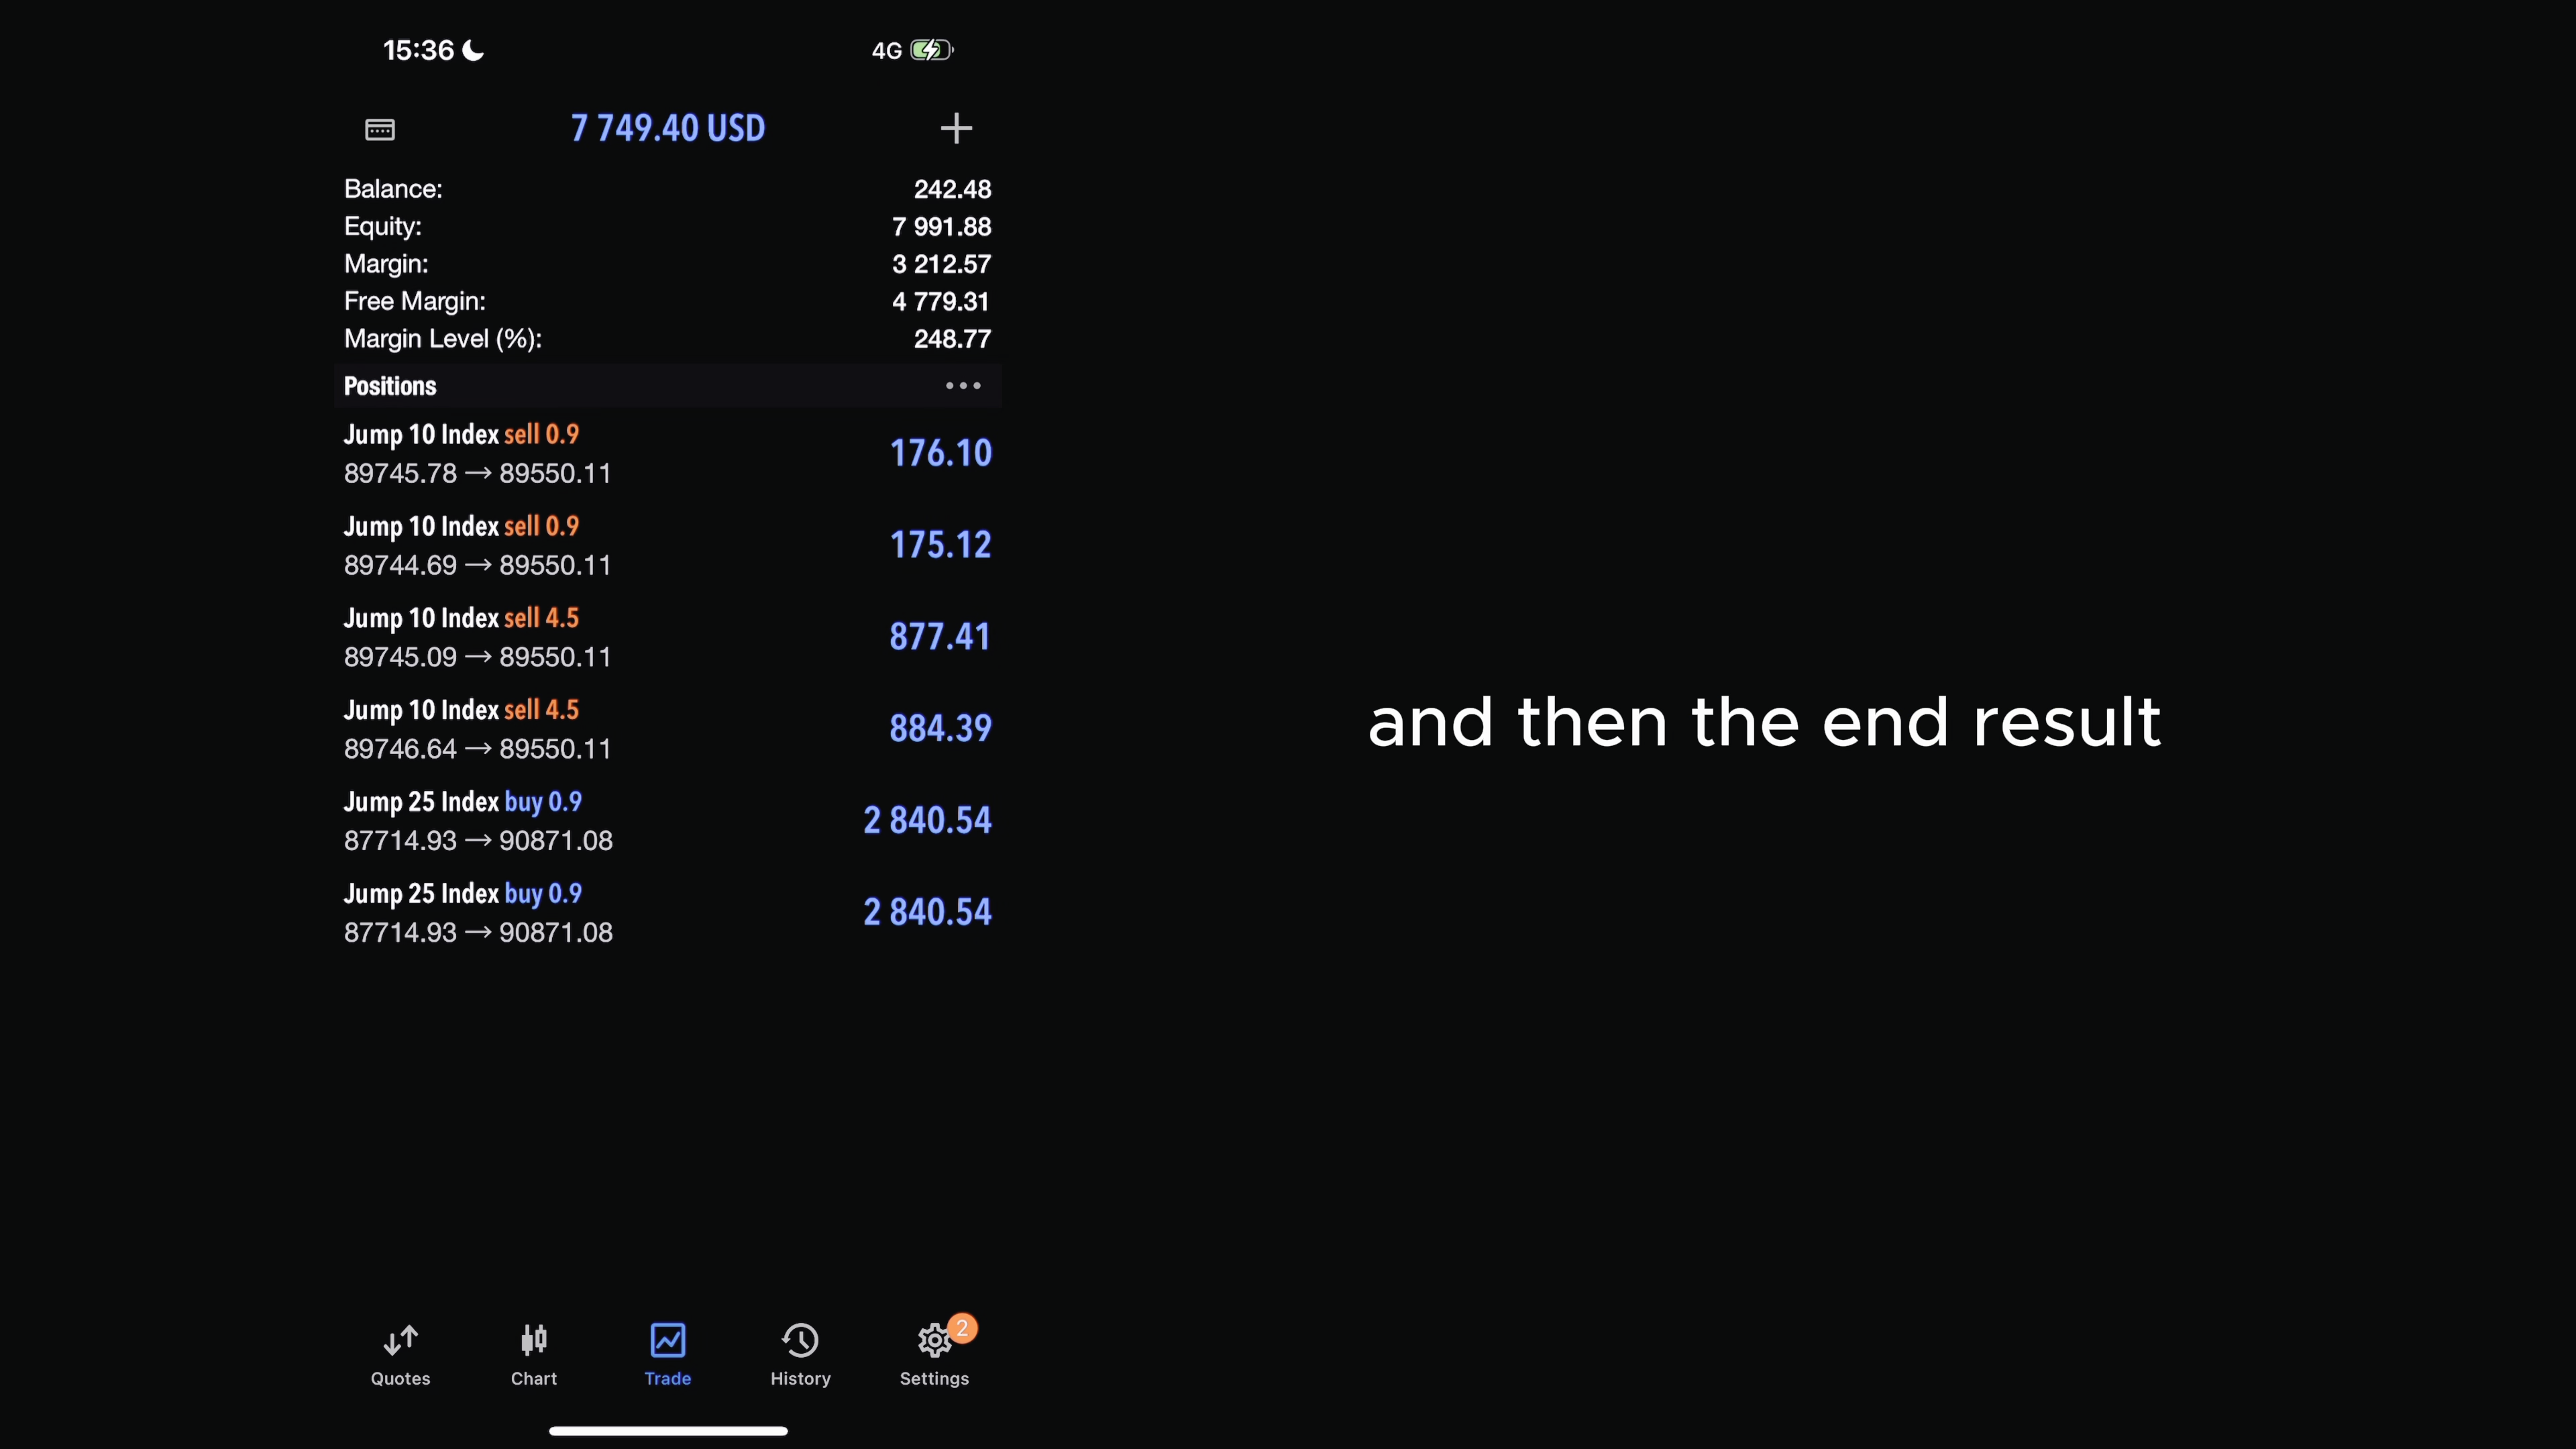 15:36
4G
7 749.40 USD
Balance: 242.48
Equity: 7 991.88
Margin: 3 212.57
Free Margin: 4 779.31
Margin Level (%): 248.77
Positions
Jump 10 Index sell 0.9
89745.78 → 89550.11
176.10
Jump 10 Index sell 0.9
89744.69 → 89550.11
175.12
Jump 10 Index sell 4.5
89745.09 → 89550.11
877.41
Jump 10 Index sell 4.5
89746.64 → 89550.11
884.39
Jump 25 Index buy 0.9
87714.93 → 90871.08
2 840.54
Jump 25 Index buy 0.9
87714.93 → 90871.08
2 840.54
and then the end result
2
Quotes Chart Trade History Settings